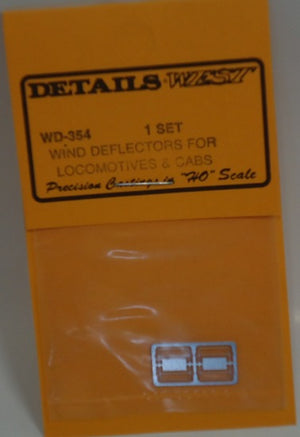 DETAILS WEST
WD-354 1 SET
WIND DEFLECTORS FOR
LOCOMOTIVES & CABS
Precision Castings in "HO" Scale